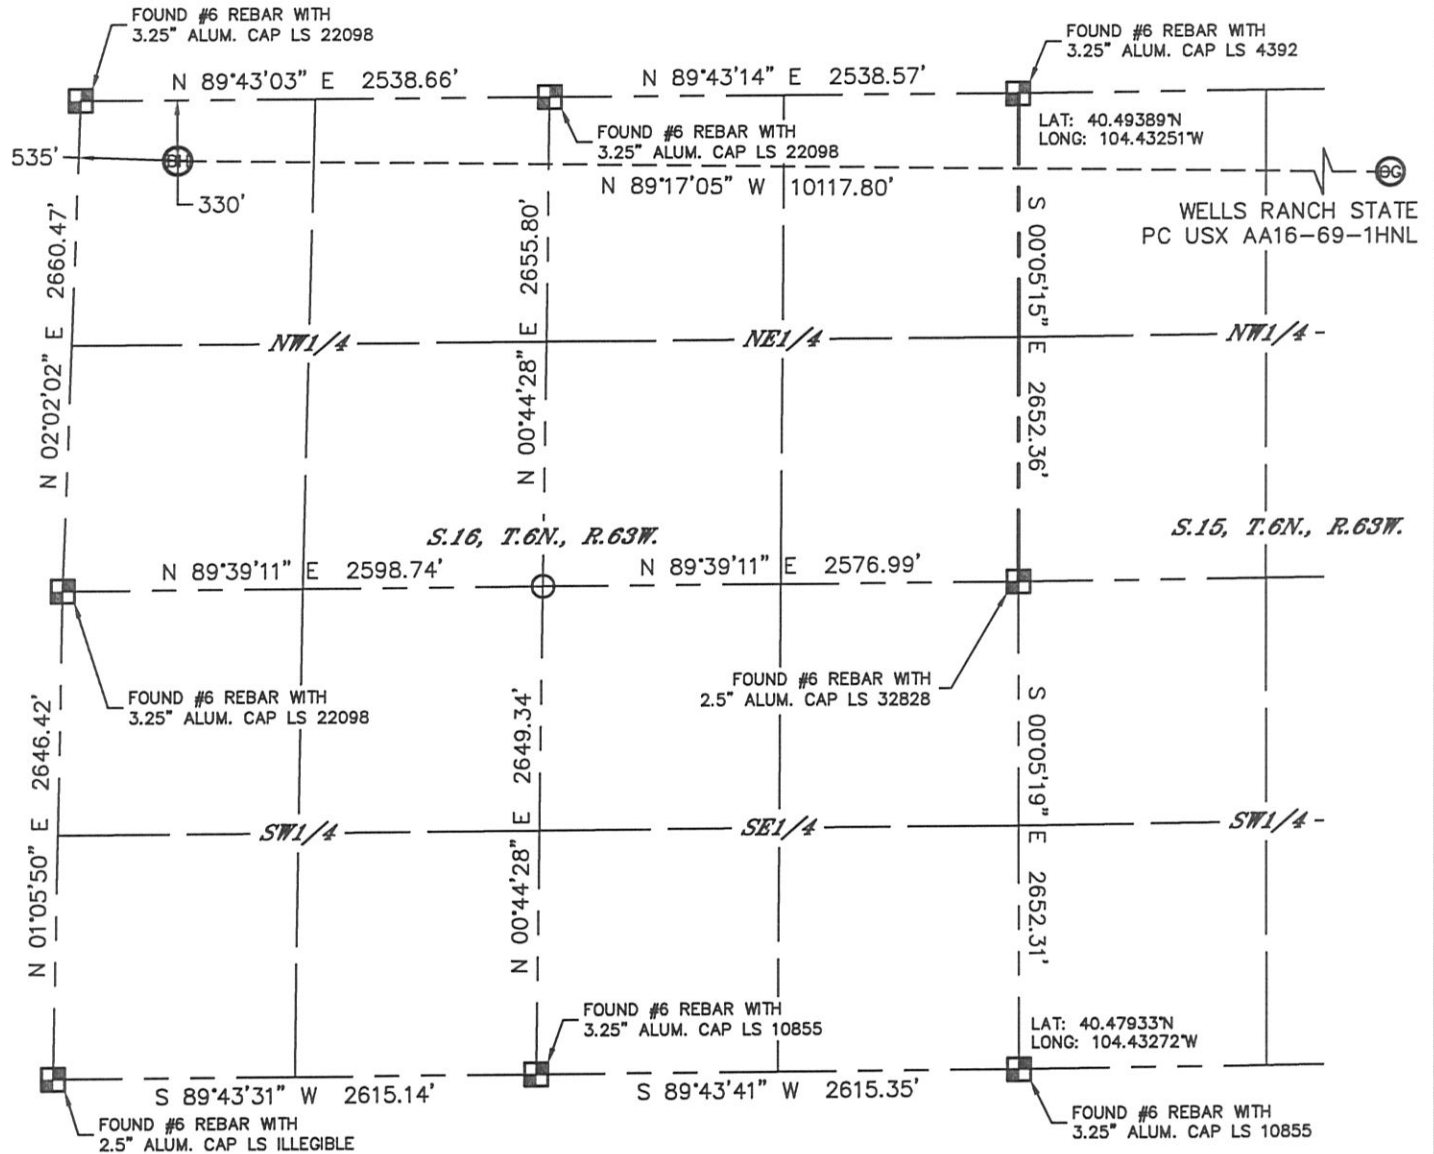 FOUND #6 REBAR WITH
3.25" ALUM. CAP LS 22098
FOUND #6 REBAR WITH
3.25" ALUM. CAP LS 4392
N 89°43'03" E 2538.66'
N 89°43'14" E 2538.57'
LAT: 40.49389°N
LONG: 104.43251°W
FOUND #6 REBAR WITH
3.25" ALUM. CAP LS 22098
535'
BH
N 89°17'05" W 10117.80'
330'
WELLS RANCH STATE
PC USX AA16-69-1HNL
N 02°02'02" E 2660.47'
N 00°44'28" E 2655.80'
S 00°05'15" E 2652.36'
NW1/4
NE1/4
NW1/4
S.16, T.6N., R.63W.
S.15, T.6N., R.63W.
N 89°39'11" E 2598.74'
N 89°39'11" E 2576.99'
FOUND #6 REBAR WITH
3.25" ALUM. CAP LS 22098
FOUND #6 REBAR WITH
2.5" ALUM. CAP LS 32828
N 01°05'50" E 2646.42'
N 00°44'28" E 2649.34'
S 00°05'19" E 2652.31'
SW1/4
SE1/4
SW1/4
FOUND #6 REBAR WITH
3.25" ALUM. CAP LS 10855
LAT: 40.47933°N
LONG: 104.43272°W
S 89°43'31" W 2615.14'
S 89°43'41" W 2615.35'
FOUND #6 REBAR WITH
2.5" ALUM. CAP LS ILLEGIBLE
FOUND #6 REBAR WITH
3.25" ALUM. CAP LS 10855